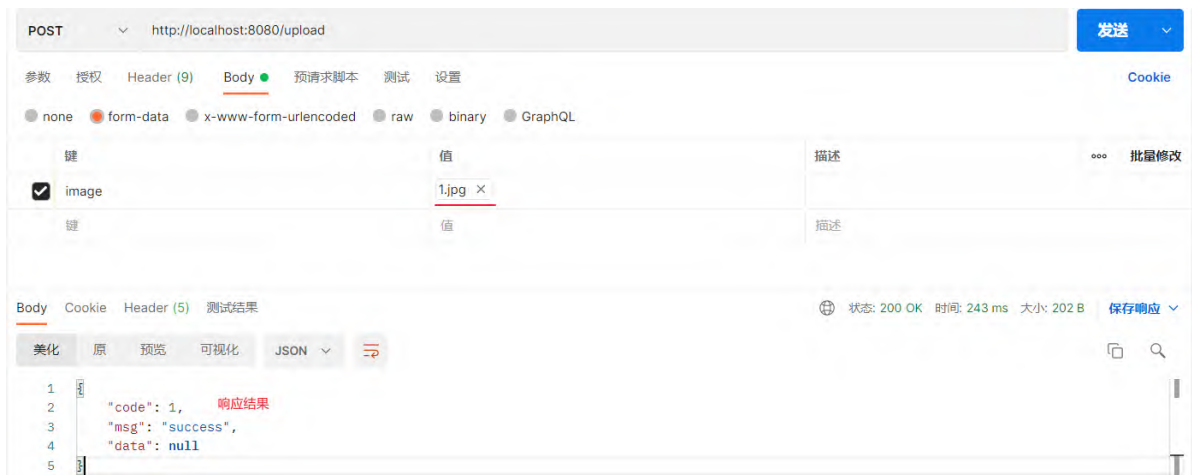 POST http://localhost:8080/upload 发送
参数 授权 Header (9) Body 预请求脚本 测试 设置 Cookie
none form-data x-www-form-urlencoded raw binary GraphQL
键 值 描述 ooo 批量修改
image 1.jpg ×
键 值 描述
Body Cookie Header (5) 测试结果 状态: 200 OK 时间: 243 ms 大小: 202 B 保存响应
美化 原 预览 可视化 JSON
1 {
2 "code": 1, 响应结果
3 "msg": "success",
4 "data": null
5 }